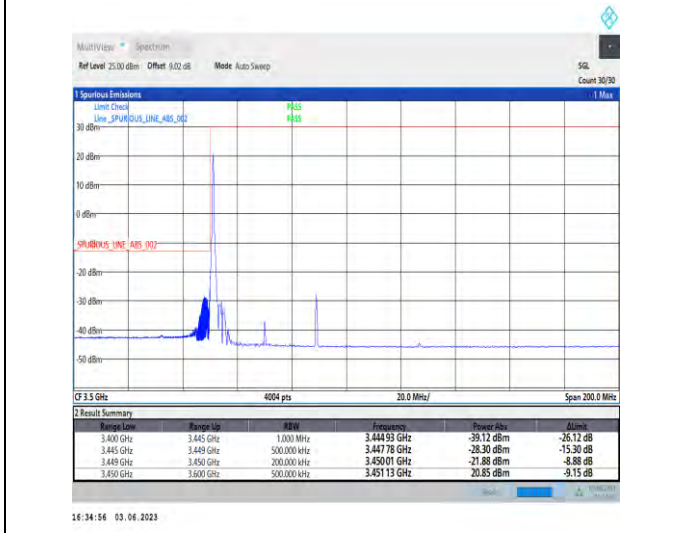 MultiView Spectrum
Ref Level 25.00 dBm Offset 9.02 dB Mode Auto Sweep SGL
Count 30/30
1 Spurious Emissions 1 Max
Limit Check PASS
Line _SPURIOUS_LINE_ABS_002 PASS
30 dBm
20 dBm
10 dBm
0 dBm
_SPURIOUS_LINE_ABS_002
-20 dBm
-30 dBm
-40 dBm
-50 dBm
CF 3.5 GHz 4004 pts 20.0 MHz/ Span 200.0 MHz
2 Result Summary
Range Low Range Up RBW Frequency Power Abs ΔLimit
3.400 GHz 3.445 GHz 1.000 MHz 3.444 93 GHz -39.12 dBm -26.12 dB
3.445 GHz 3.449 GHz 500.000 kHz 3.447 78 GHz -28.30 dBm -15.30 dB
3.449 GHz 3.450 GHz 200.000 kHz 3.450 01 GHz -21.88 dBm -8.88 dB
3.450 GHz 3.600 GHz 500.000 kHz 3.451 13 GHz 20.85 dBm -9.15 dB
16:34:56 03.06.2023